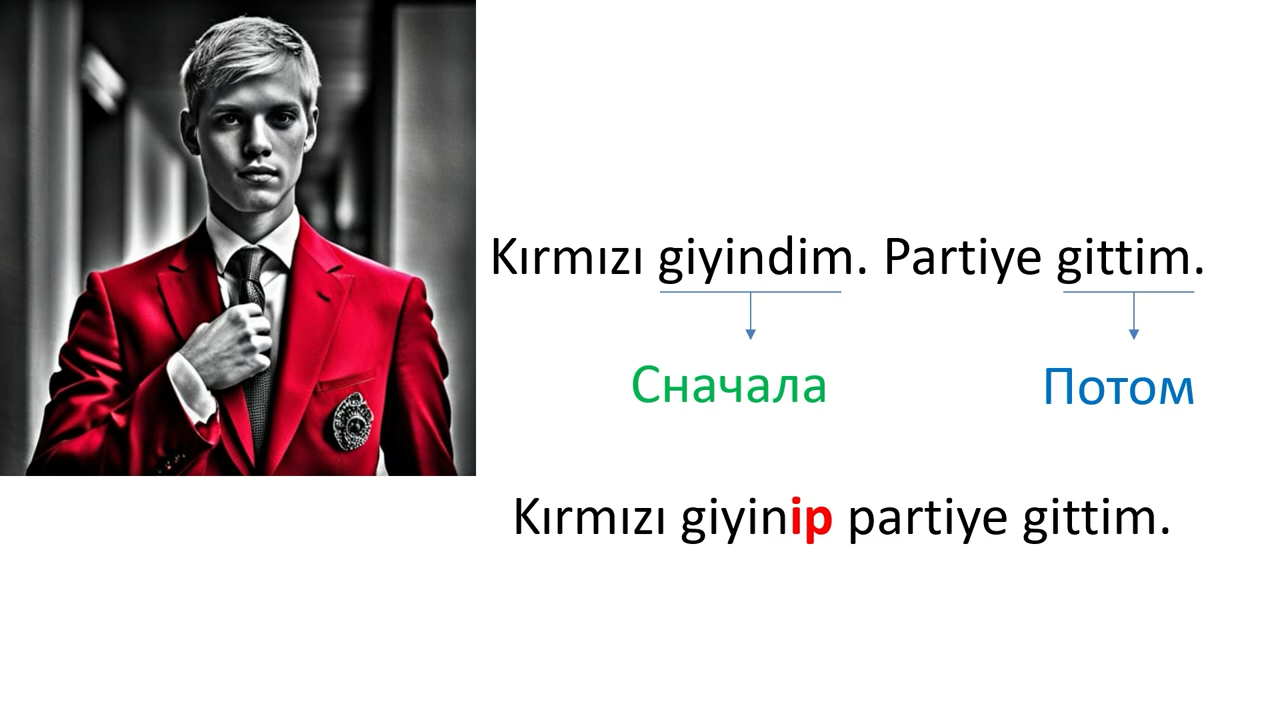 Kırmızı giyindim. Partiye gittim.
Сначала Потом
Kırmızı giyinip partiye gittim.